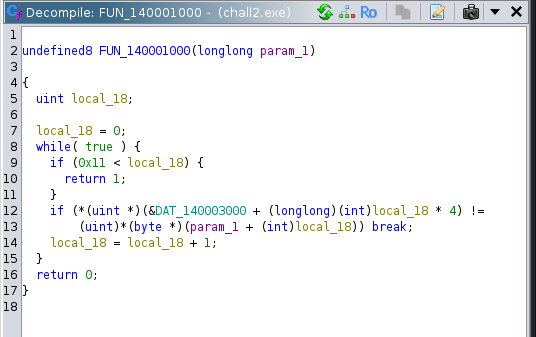 Decompile: FUN_140001000 - (chall2.exe)
Ro
1
2 undefined8 FUN_140001000(longlong param_1)
3
4 {
5   uint local_18;
6
7   local_18 = 0;
8   while( true ) {
9     if (0x11 < local_18) {
10       return 1;
11     }
12     if (*(uint *)(&DAT_140003000 + (longlong)(int)local_18 * 4) !=
13         (uint)*(byte *)(param_1 + (int)local_18)) break;
14     local_18 = local_18 + 1;
15   }
16   return 0;
17 }
18